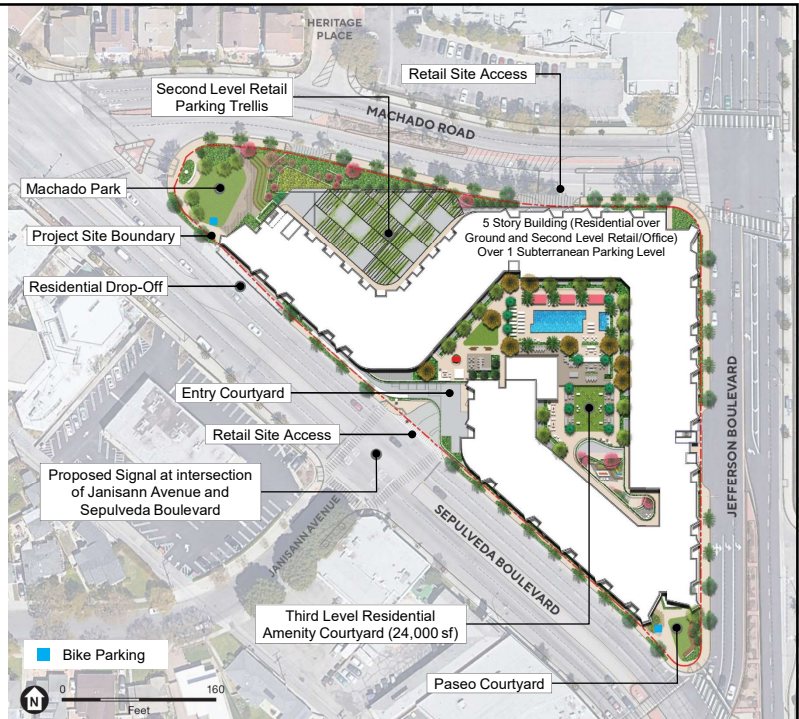 HERITAGE
PLACE
Retail Site Access
Second Level Retail
Parking Trellis
MACHADO ROAD
Machado Park
5 Story Building (Residential over
Ground and Second Level Retail/Office)
Over 1 Subterranean Parking Level
Project Site Boundary
Residential Drop-Off
JEFFERSON BOULEVARD
Entry Courtyard
Retail Site Access
Proposed Signal at intersection
of Janisann Avenue and
Sepulveda Boulevard
JANISANN AVENUE
SEPULVEDA BOULEVARD
Third Level Residential
Amenity Courtyard (24,000 sf)
Bike Parking
Paseo Courtyard
N
0 160
Feet